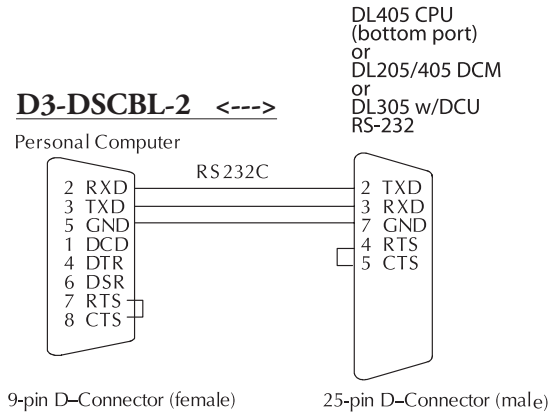 DL405 CPU
(bottom port)
or
DL205/405 DCM
or
DL305 w/DCU
RS-232
D3-DSCBL-2 <--->
Personal Computer
RS232C
2 RXD
3 TXD
5 GND
1 DCD
4 DTR
6 DSR
7 RTS
8 CTS
2 TXD
3 RXD
7 GND
4 RTS
5 CTS
9-pin D–Connector (female)
25-pin D–Connector (male)